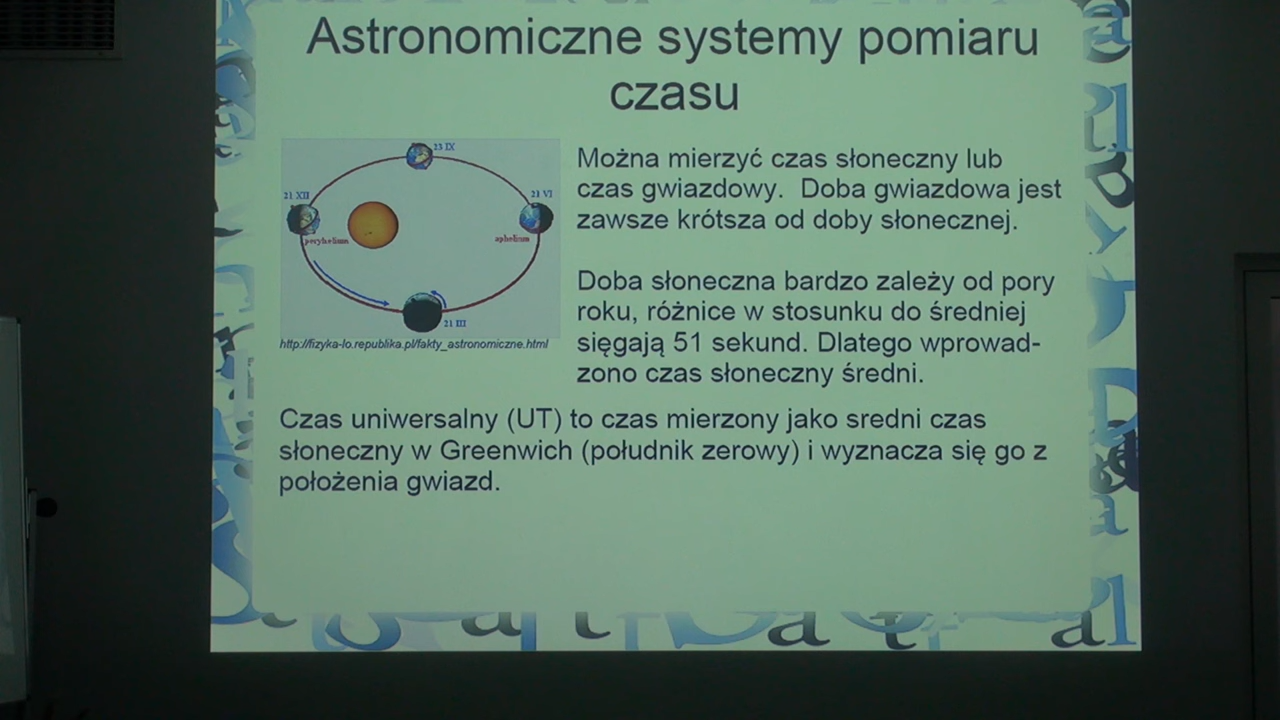 Astronomiczne systemy pomiaru
czasu
23 IX
21 XII
21 VI
peryhelium
aphelium
21 III
http://fizyka-lo.republika.pl/fakty_astronomiczne.html
Można mierzyć czas słoneczny lub
czas gwiazdowy. Doba gwiazdowa jest
zawsze krótsza od doby słonecznej.
Doba słoneczna bardzo zależy od pory
roku, różnice w stosunku do średniej
sięgają 51 sekund. Dlatego wprowad-
zono czas słoneczny średni.
Czas uniwersalny (UT) to czas mierzony jako sredni czas
słoneczny w Greenwich (południk zerowy) i wyznacza się go z
położenia gwiazd.